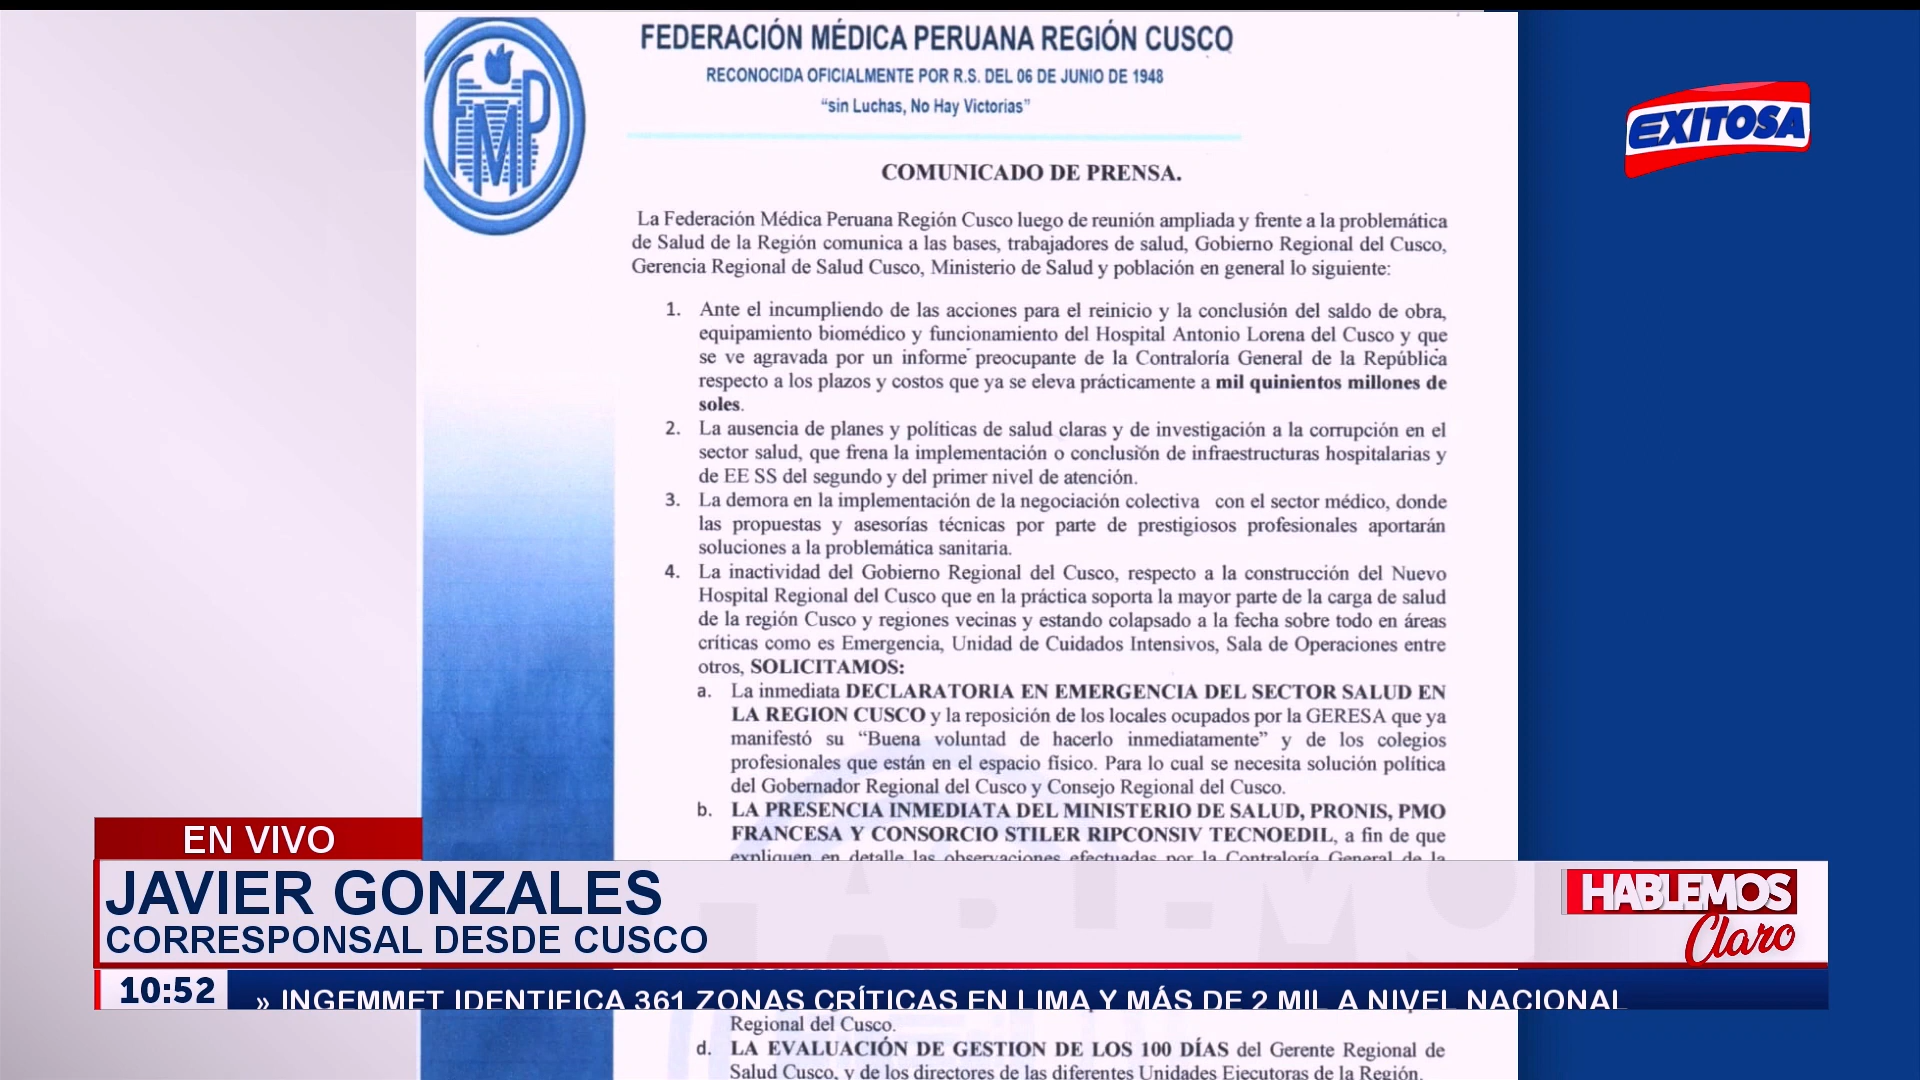 FEDERACIÓN MÉDICA PERUANA REGIÓN CUSCO
RECONOCIDA OFICIALMENTE POR R.S. DEL 06 DE JUNIO DE 1948
“sin Luchas, No Hay Victorias”
FMP
EXITOSA
COMUNICADO DE PRENSA.
La Federación Médica Peruana Región Cusco luego de reunión ampliada y frente a la problemática
de Salud de la Región comunica a las bases, trabajadores de salud, Gobierno Regional del Cusco,
Gerencia Regional de Salud Cusco, Ministerio de Salud y población en general lo siguiente:
1. Ante el incumpliendo de las acciones para el reinicio y la conclusión del saldo de obra,
equipamiento biomédico y funcionamiento del Hospital Antonio Lorena del Cusco y que
se ve agravada por un informe preocupante de la Contraloría General de la República
respecto a los plazos y costos que ya se eleva prácticamente a mil quinientos millones de
soles.
2. La ausencia de planes y políticas de salud claras y de investigación a la corrupción en el
sector salud, que frena la implementación o conclusión de infraestructuras hospitalarias y
de EE SS del segundo y del primer nivel de atención.
3. La demora en la implementación de la negociación colectiva con el sector médico, donde
las propuestas y asesorías técnicas por parte de prestigiosos profesionales aportarán
soluciones a la problemática sanitaria.
4. La inactividad del Gobierno Regional del Cusco, respecto a la construcción del Nuevo
Hospital Regional del Cusco que en la práctica soporta la mayor parte de la carga de salud
de la región Cusco y regiones vecinas y estando colapsado a la fecha sobre todo en áreas
críticas como es Emergencia, Unidad de Cuidados Intensivos, Sala de Operaciones entre
otros, SOLICITAMOS:
a. La inmediata DECLARATORIA EN EMERGENCIA DEL SECTOR SALUD EN
LA REGION CUSCO y la reposición de los locales ocupados por la GERESA que ya
manifestó su “Buena voluntad de hacerlo inmediatamente” y de los colegios
profesionales que están en el espacio físico. Para lo cual se necesita solución política
del Gobernador Regional del Cusco y Consejo Regional del Cusco.
b. LA PRESENCIA INMEDIATA DEL MINISTERIO DE SALUD, PRONIS, PMO
FRANCESA Y CONSORCIO STILER RIPCONSIV TECNOEDIL, a fin de que
expliquen en detalle las observaciones efectuadas por la Contraloría General de la
EN VIVO
JAVIER GONZALES
CORRESPONSAL DESDE CUSCO
HABLEMOS
Claro
10:52
» INGEMMET IDENTIFICA 361 ZONAS CRÍTICAS EN LIMA Y MÁS DE 2 MIL A NIVEL NACIONAL
Regional del Cusco.
d. LA EVALUACIÓN DE GESTION DE LOS 100 DÍAS del Gerente Regional de
Salud Cusco, y de los directores de las diferentes Unidades Ejecutoras de la Región.